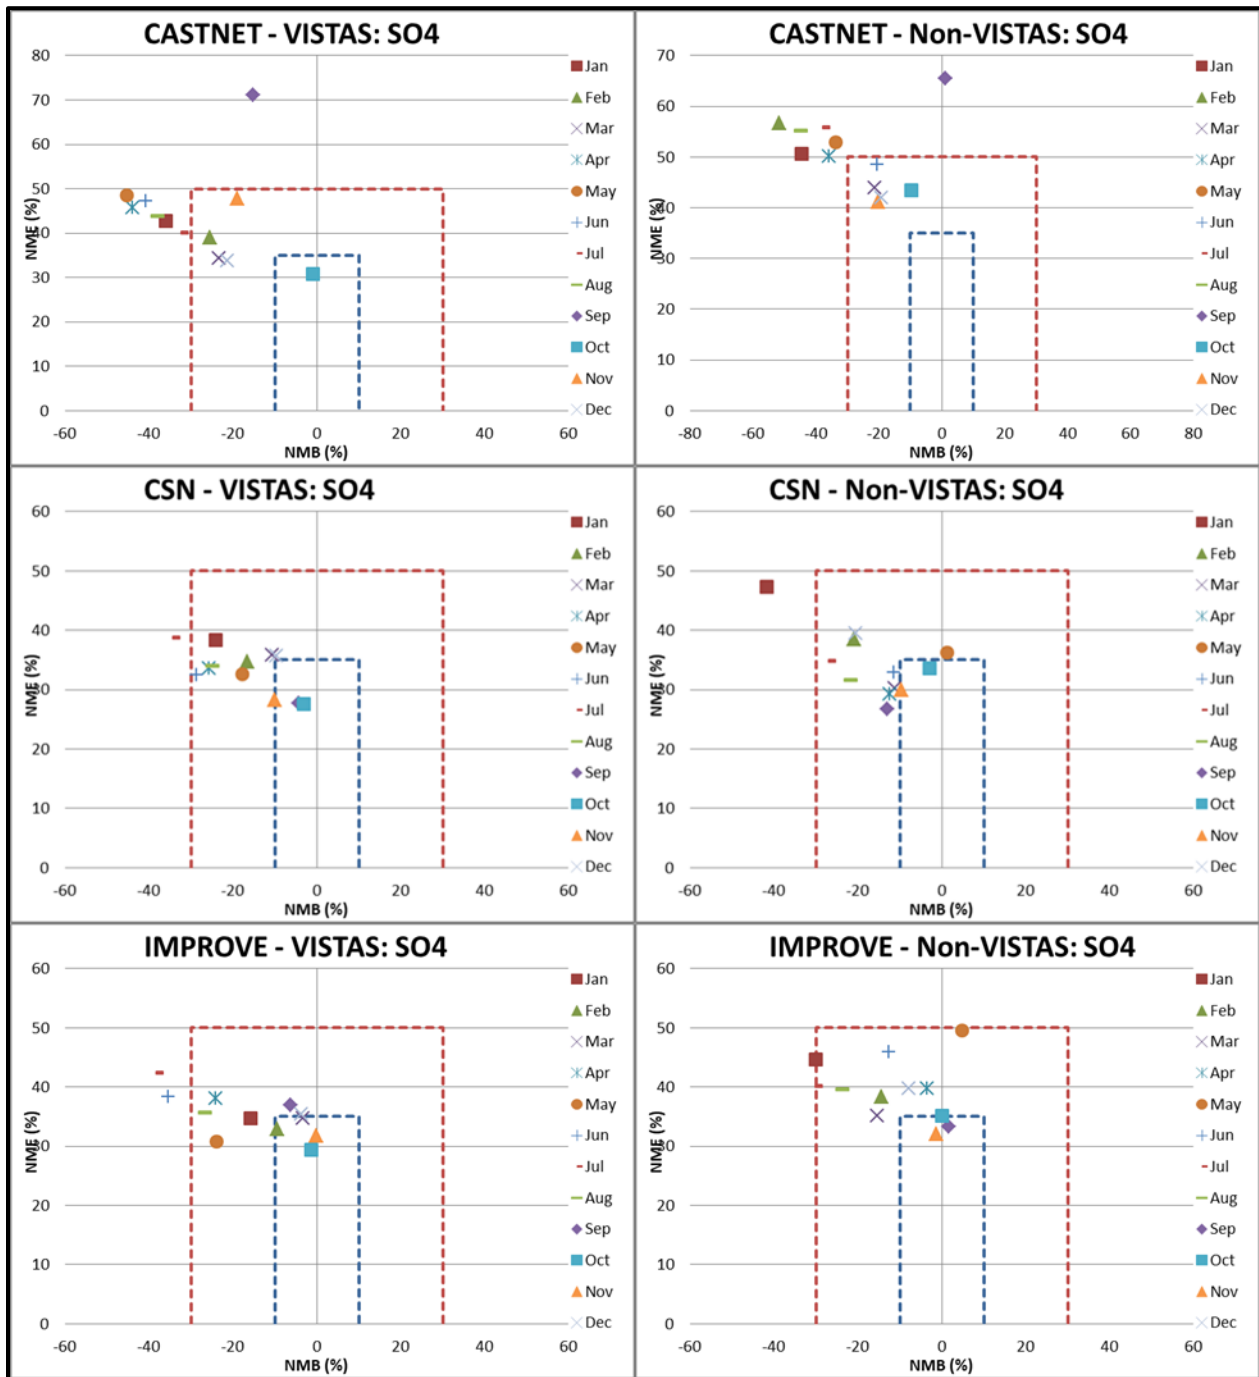 CASTNET - VISTAS: SO4
80
70
60
50
40
30
20
10
0
NME (%)
-60 -40 -20 0 20 40 60
NMB (%)
Jan
Feb
Mar
Apr
May
Jun
Jul
Aug
Sep
Oct
Nov
Dec
CASTNET - Non-VISTAS: SO4
70
60
50
40
30
20
10
0
NME (%)
-80 -60 -40 -20 0 20 40 60 80
NMB (%)
Jan
Feb
Mar
Apr
May
Jun
Jul
Aug
Sep
Oct
Nov
Dec
CSN - VISTAS: SO4
60
50
40
30
20
10
0
NME (%)
-60 -40 -20 0 20 40 60
NMB (%)
Jan
Feb
Mar
Apr
May
Jun
Jul
Aug
Sep
Oct
Nov
Dec
CSN - Non-VISTAS: SO4
60
50
40
30
20
10
0
NME (%)
-60 -40 -20 0 20 40 60
NMB (%)
Jan
Feb
Mar
Apr
May
Jun
Jul
Aug
Sep
Oct
Nov
Dec
IMPROVE - VISTAS: SO4
60
50
40
30
20
10
0
NME (%)
-60 -40 -20 0 20 40 60
NMB (%)
Jan
Feb
Mar
Apr
May
Jun
Jul
Aug
Sep
Oct
Nov
Dec
IMPROVE - Non-VISTAS: SO4
60
50
40
30
20
10
0
NME (%)
-60 -40 -20 0 20 40 60
NMB (%)
Jan
Feb
Mar
Apr
May
Jun
Jul
Aug
Sep
Oct
Nov
Dec